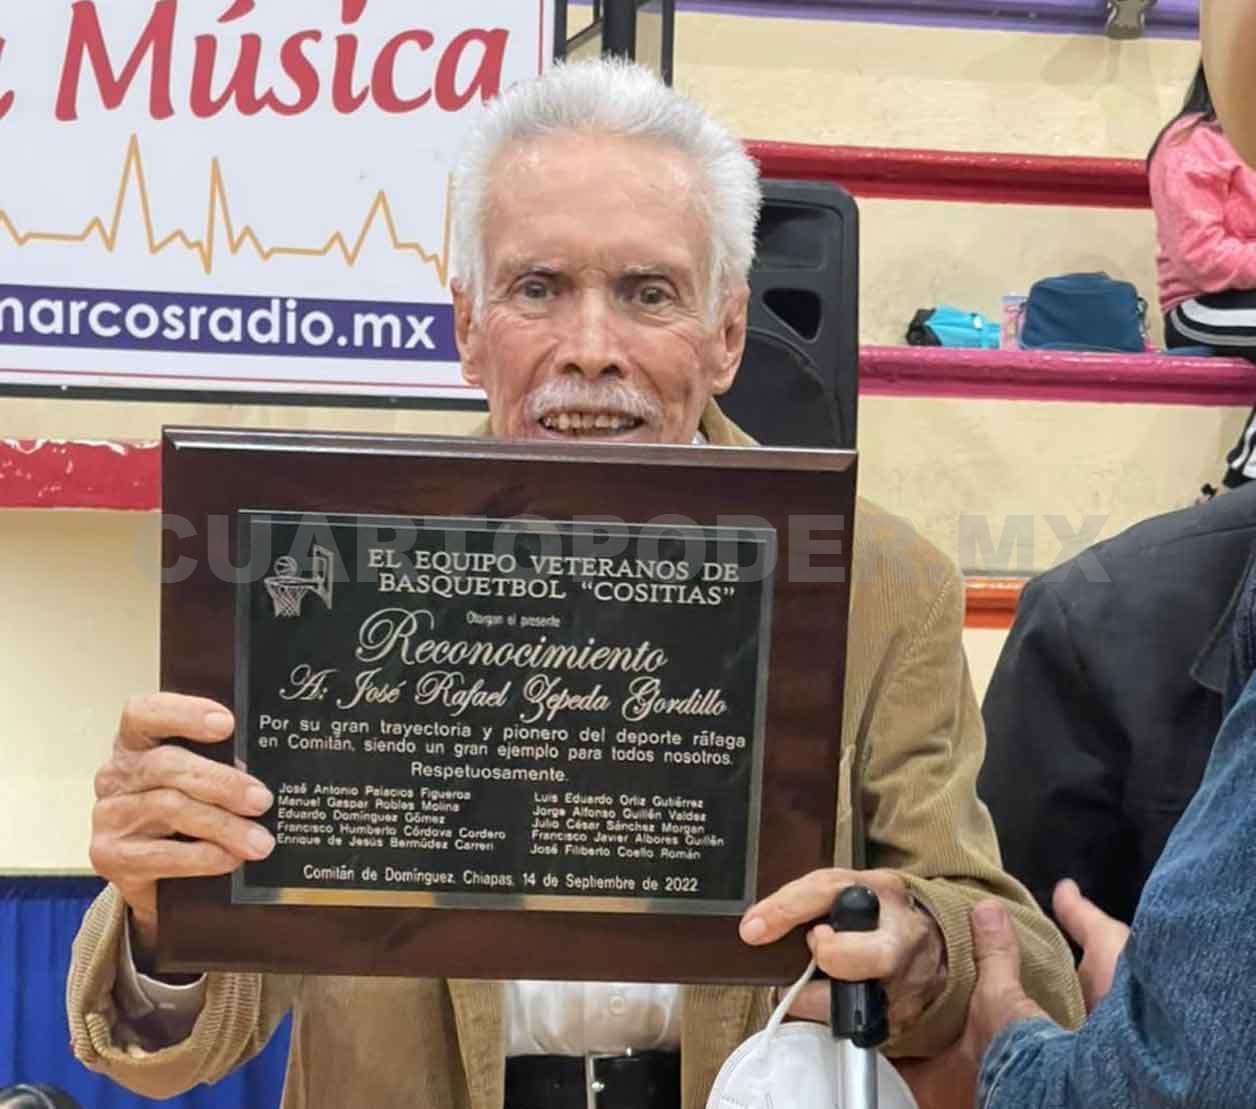 Música
marcosradio.mx
CUARTOPODER.MX
EL EQUIPO VETERANOS DE
BASQUETBOL “COSITIAS”
Otorgan el presente
Reconocimiento
A: José Rafael Zepeda Gordillo
Por su gran trayectoria y pionero del deporte ráfaga
en Comitán, siendo un gran ejemplo para todos nosotros.
Respetuosamente.
José Antonio Palacios Figueroa
Manuel Gaspar Robles Molina
Eduardo Domínguez Gómez
Francisco Humberto Córdova Cordero
Enrique de Jesús Bermúdez Carreri
Luis Eduardo Ortiz Gutiérrez
Jorge Alfonso Guillén Valdez
Julio César Sánchez Morgan
Francisco Javier Albores Guillén
José Filiberto Coello Román
Comitán de Domínguez, Chiapas, 14 de Septiembre de 2022